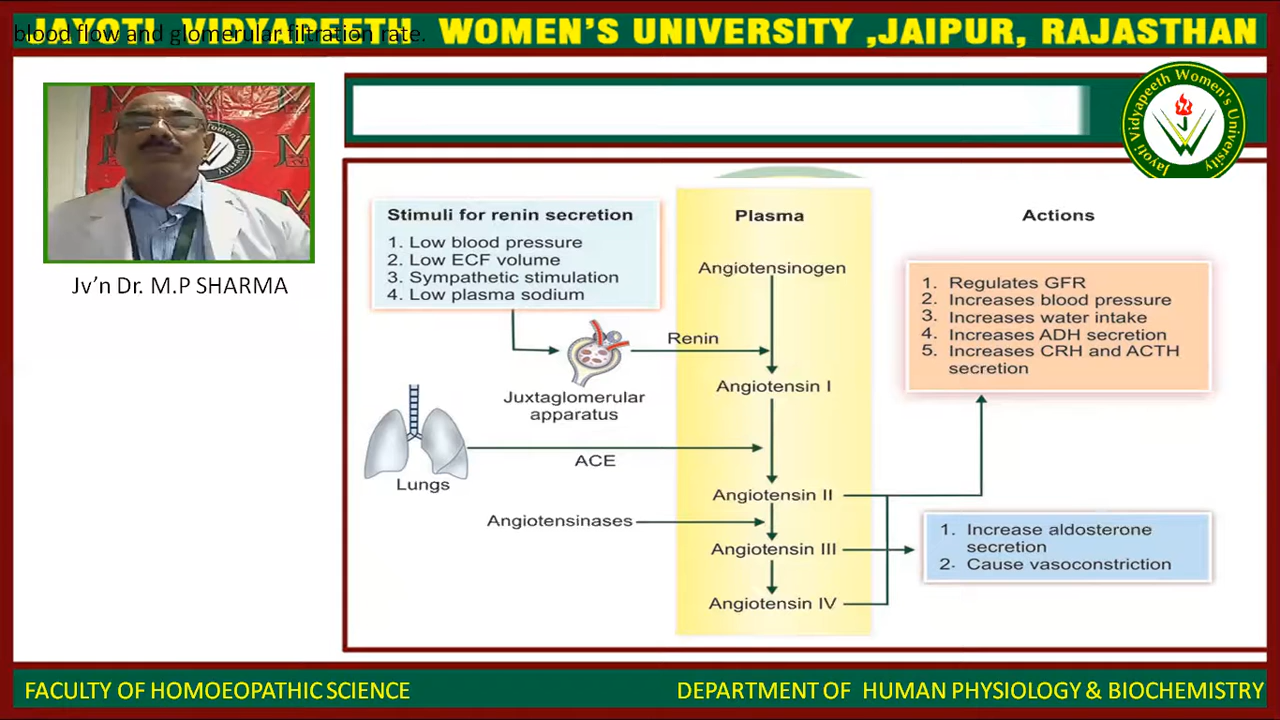 JAYOTI VIDYAPEETH WOMEN'S UNIVERSITY ,JAIPUR, RAJASTHAN
blood flow and glomerular filtration rate.
Jayoti Vidyapeeth Women's University
Jv'n Dr. M.P SHARMA
Stimuli for renin secretion
1. Low blood pressure
2. Low ECF volume
3. Sympathetic stimulation
4. Low plasma sodium
Plasma
Actions
Angiotensinogen
1. Regulates GFR
2. Increases blood pressure
3. Increases water intake
4. Increases ADH secretion
5. Increases CRH and ACTH
secretion
Renin
Angiotensin I
Juxtaglomerular
apparatus
ACE
Lungs
Angiotensin II
Angiotensinases
Angiotensin III
1. Increase aldosterone
secretion
2. Cause vasoconstriction
Angiotensin IV
FACULTY OF HOMOEOPATHIC SCIENCE
DEPARTMENT OF HUMAN PHYSIOLOGY & BIOCHEMISTRY